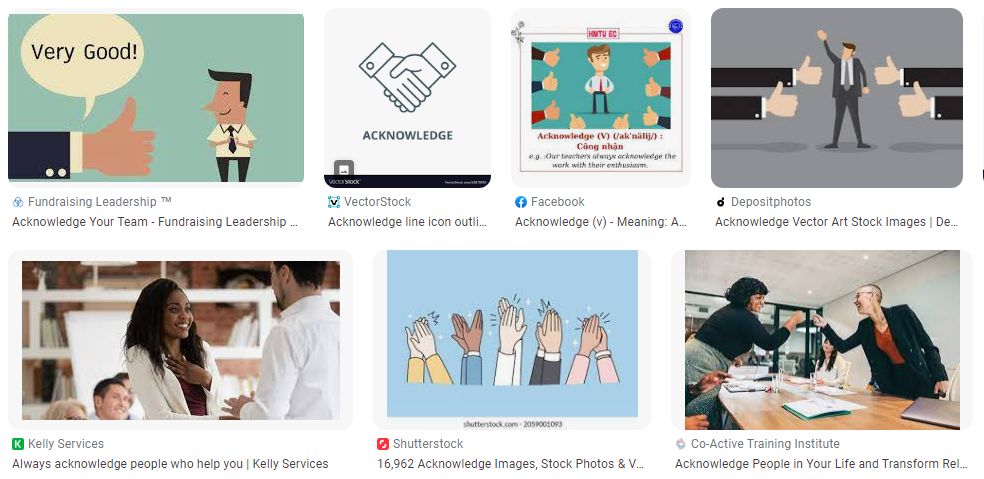 Very Good!
ACKNOWLEDGE
VectorStock
HMTU EC
Acknowledge (V) (/ak'nälij/) :
Công nhận
e.g. :Our teachers always acknowledge the
work with their enthusiasm.
Fundraising Leadership ™
Acknowledge Your Team - Fundraising Leadership ...
VectorStock
Acknowledge line icon outli...
Facebook
Acknowledge (v) - Meaning: A...
Depositphotos
Acknowledge Vector Art Stock Images | De...
shutterstock.com · 2059001093
Kelly Services
Always acknowledge people who help you | Kelly Services
Shutterstock
16,962 Acknowledge Images, Stock Photos & V...
Co-Active Training Institute
Acknowledge People in Your Life and Transform Rel...